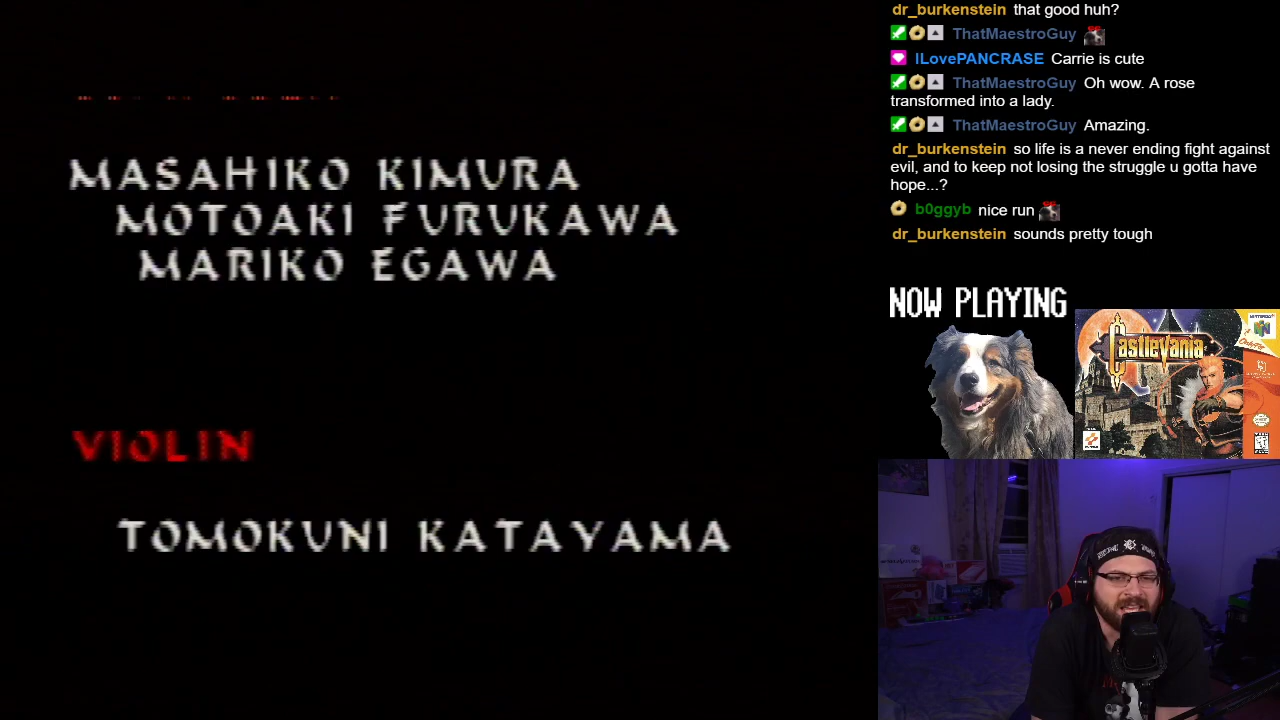 MASAHIKO KIMURA
MOTOAKI FURUKAWA
MARIKO EGAWA
VIOLIN
TOMOKUNI KATAYAMA
dr_burkenstein that good huh?
ThatMaestroGuy
ILovePANCRASE Carrie is cute
ThatMaestroGuy Oh wow. A rose
transformed into a lady.
ThatMaestroGuy Amazing.
dr_burkenstein so life is a never ending fight against
evil, and to keep not losing the struggle u gotta have
hope...?
b0ggyb nice run
dr_burkenstein sounds pretty tough
NOW PLAYING
Castlevania